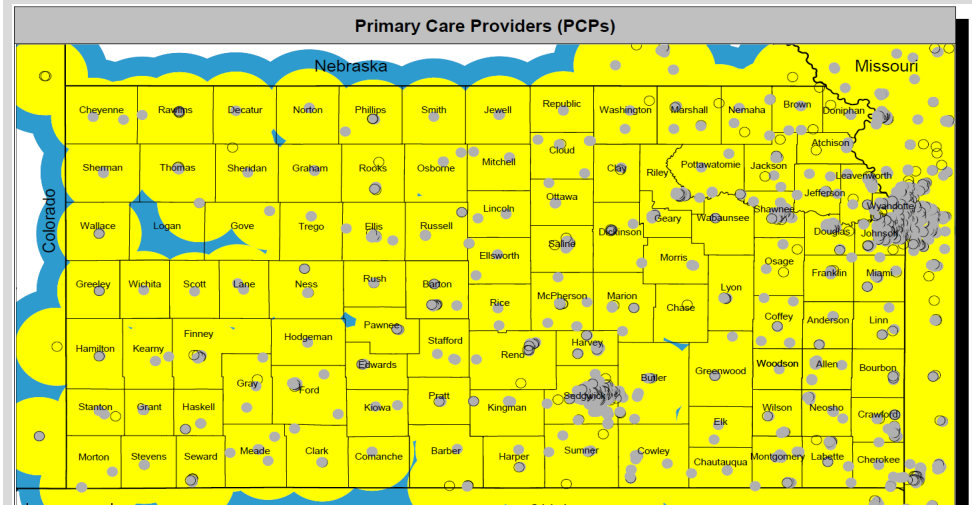 Primary Care Providers (PCPs)
Nebraska
Missouri
Colorado
Cheyenne
Rawlins
Decatur
Norton
Phillips
Smith
Jewell
Republic
Washington
Marshall
Nemaha
Brown
Doniphan
Atchison
Sherman
Thomas
Sheridan
Graham
Rooks
Osborne
Mitchell
Cloud
Clay
Riley
Pottawatomie
Jackson
Leavenworth
Jefferson
Wyandotte
Ottawa
Lincoln
Shawnee
Geary
Wabaunsee
Wallace
Logan
Gove
Trego
Ellis
Russell
Saline
Dickinson
Douglas
Johnson
Ellsworth
Morris
Osage
Franklin
Miami
Greeley
Wichita
Scott
Lane
Ness
Rush
Barton
Rice
McPherson
Marion
Chase
Lyon
Coffey
Anderson
Linn
Finney
Hodgeman
Pawnee
Stafford
Hamilton
Kearny
Edwards
Reno
Harvey
Greenwood
Woodson
Allen
Bourbon
Gray
Ford
Sedgwick
Butler
Stanton
Grant
Haskell
Kiowa
Pratt
Kingman
Elk
Wilson
Neosho
Crawford
Morton
Stevens
Seward
Meade
Clark
Comanche
Barber
Harper
Sumner
Cowley
Chautauqua
Montgomery
Labette
Cherokee